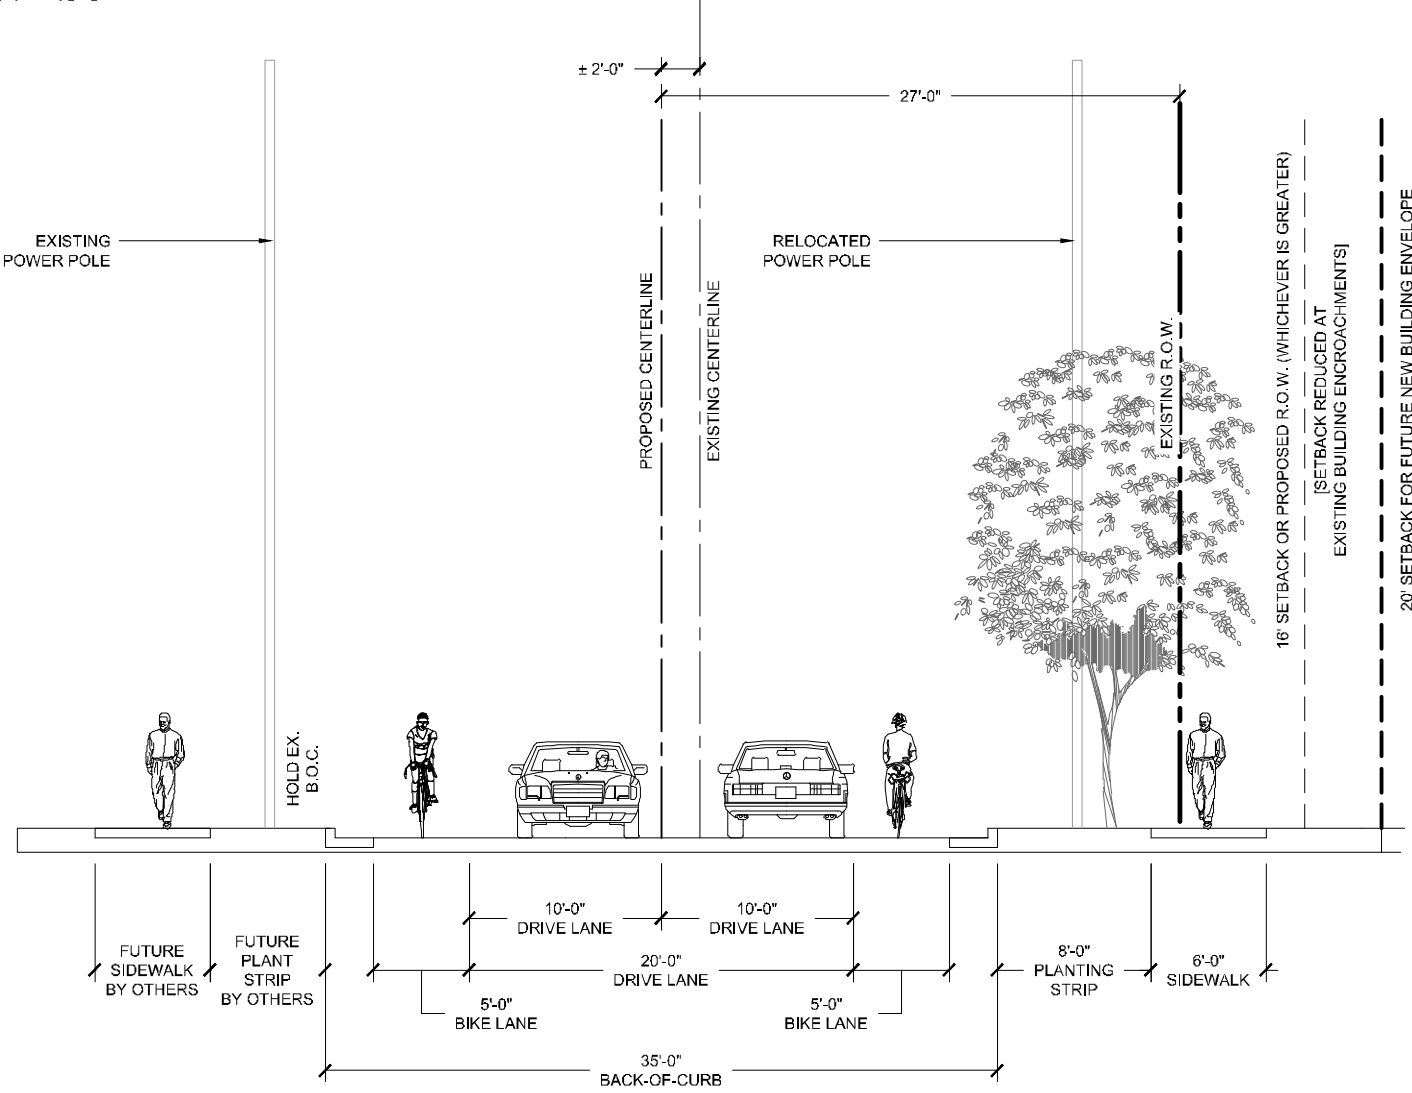 ± 2'-0"
27'-0"
EXISTING
POWER POLE
RELOCATED
POWER POLE
PROPOSED CENTERLINE
EXISTING CENTERLINE
EXISTING R.O.W.
16' SETBACK OR PROPOSED R.O.W. (WHICHEVER IS GREATER)
[SETBACK REDUCED AT
EXISTING BUILDING ENCROACHMENTS]
20' SETBACK FOR FUTURE NEW BUILDING ENVELOPE
HOLD EX.
B.O.C.
10'-0"
DRIVE LANE
10'-0"
DRIVE LANE
FUTURE
SIDEWALK
BY OTHERS
FUTURE
PLANT
STRIP
BY OTHERS
20'-0"
DRIVE LANE
8'-0"
PLANTING
STRIP
6'-0"
SIDEWALK
5'-0"
BIKE LANE
5'-0"
BIKE LANE
35'-0"
BACK-OF-CURB